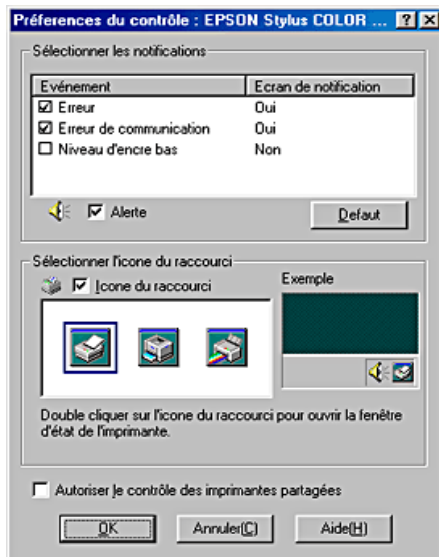 Préferences du contrôle : EPSON Stylus COLOR ...
Sélectionner les notifications
Evénement Ecran de notification
Erreur Oui
Erreur de communication Oui
Niveau d'encre bas Non
Alerte Defaut
Sélectionner l'icone du raccourci
Icone du raccourci Exemple
Double cliquer sur l'icone du raccourci pour ouvrir la fenêtre
d'état de l'imprimante.
Autoriser le contrôle des imprimantes partagées
OK Annuler(C) Aide(H)